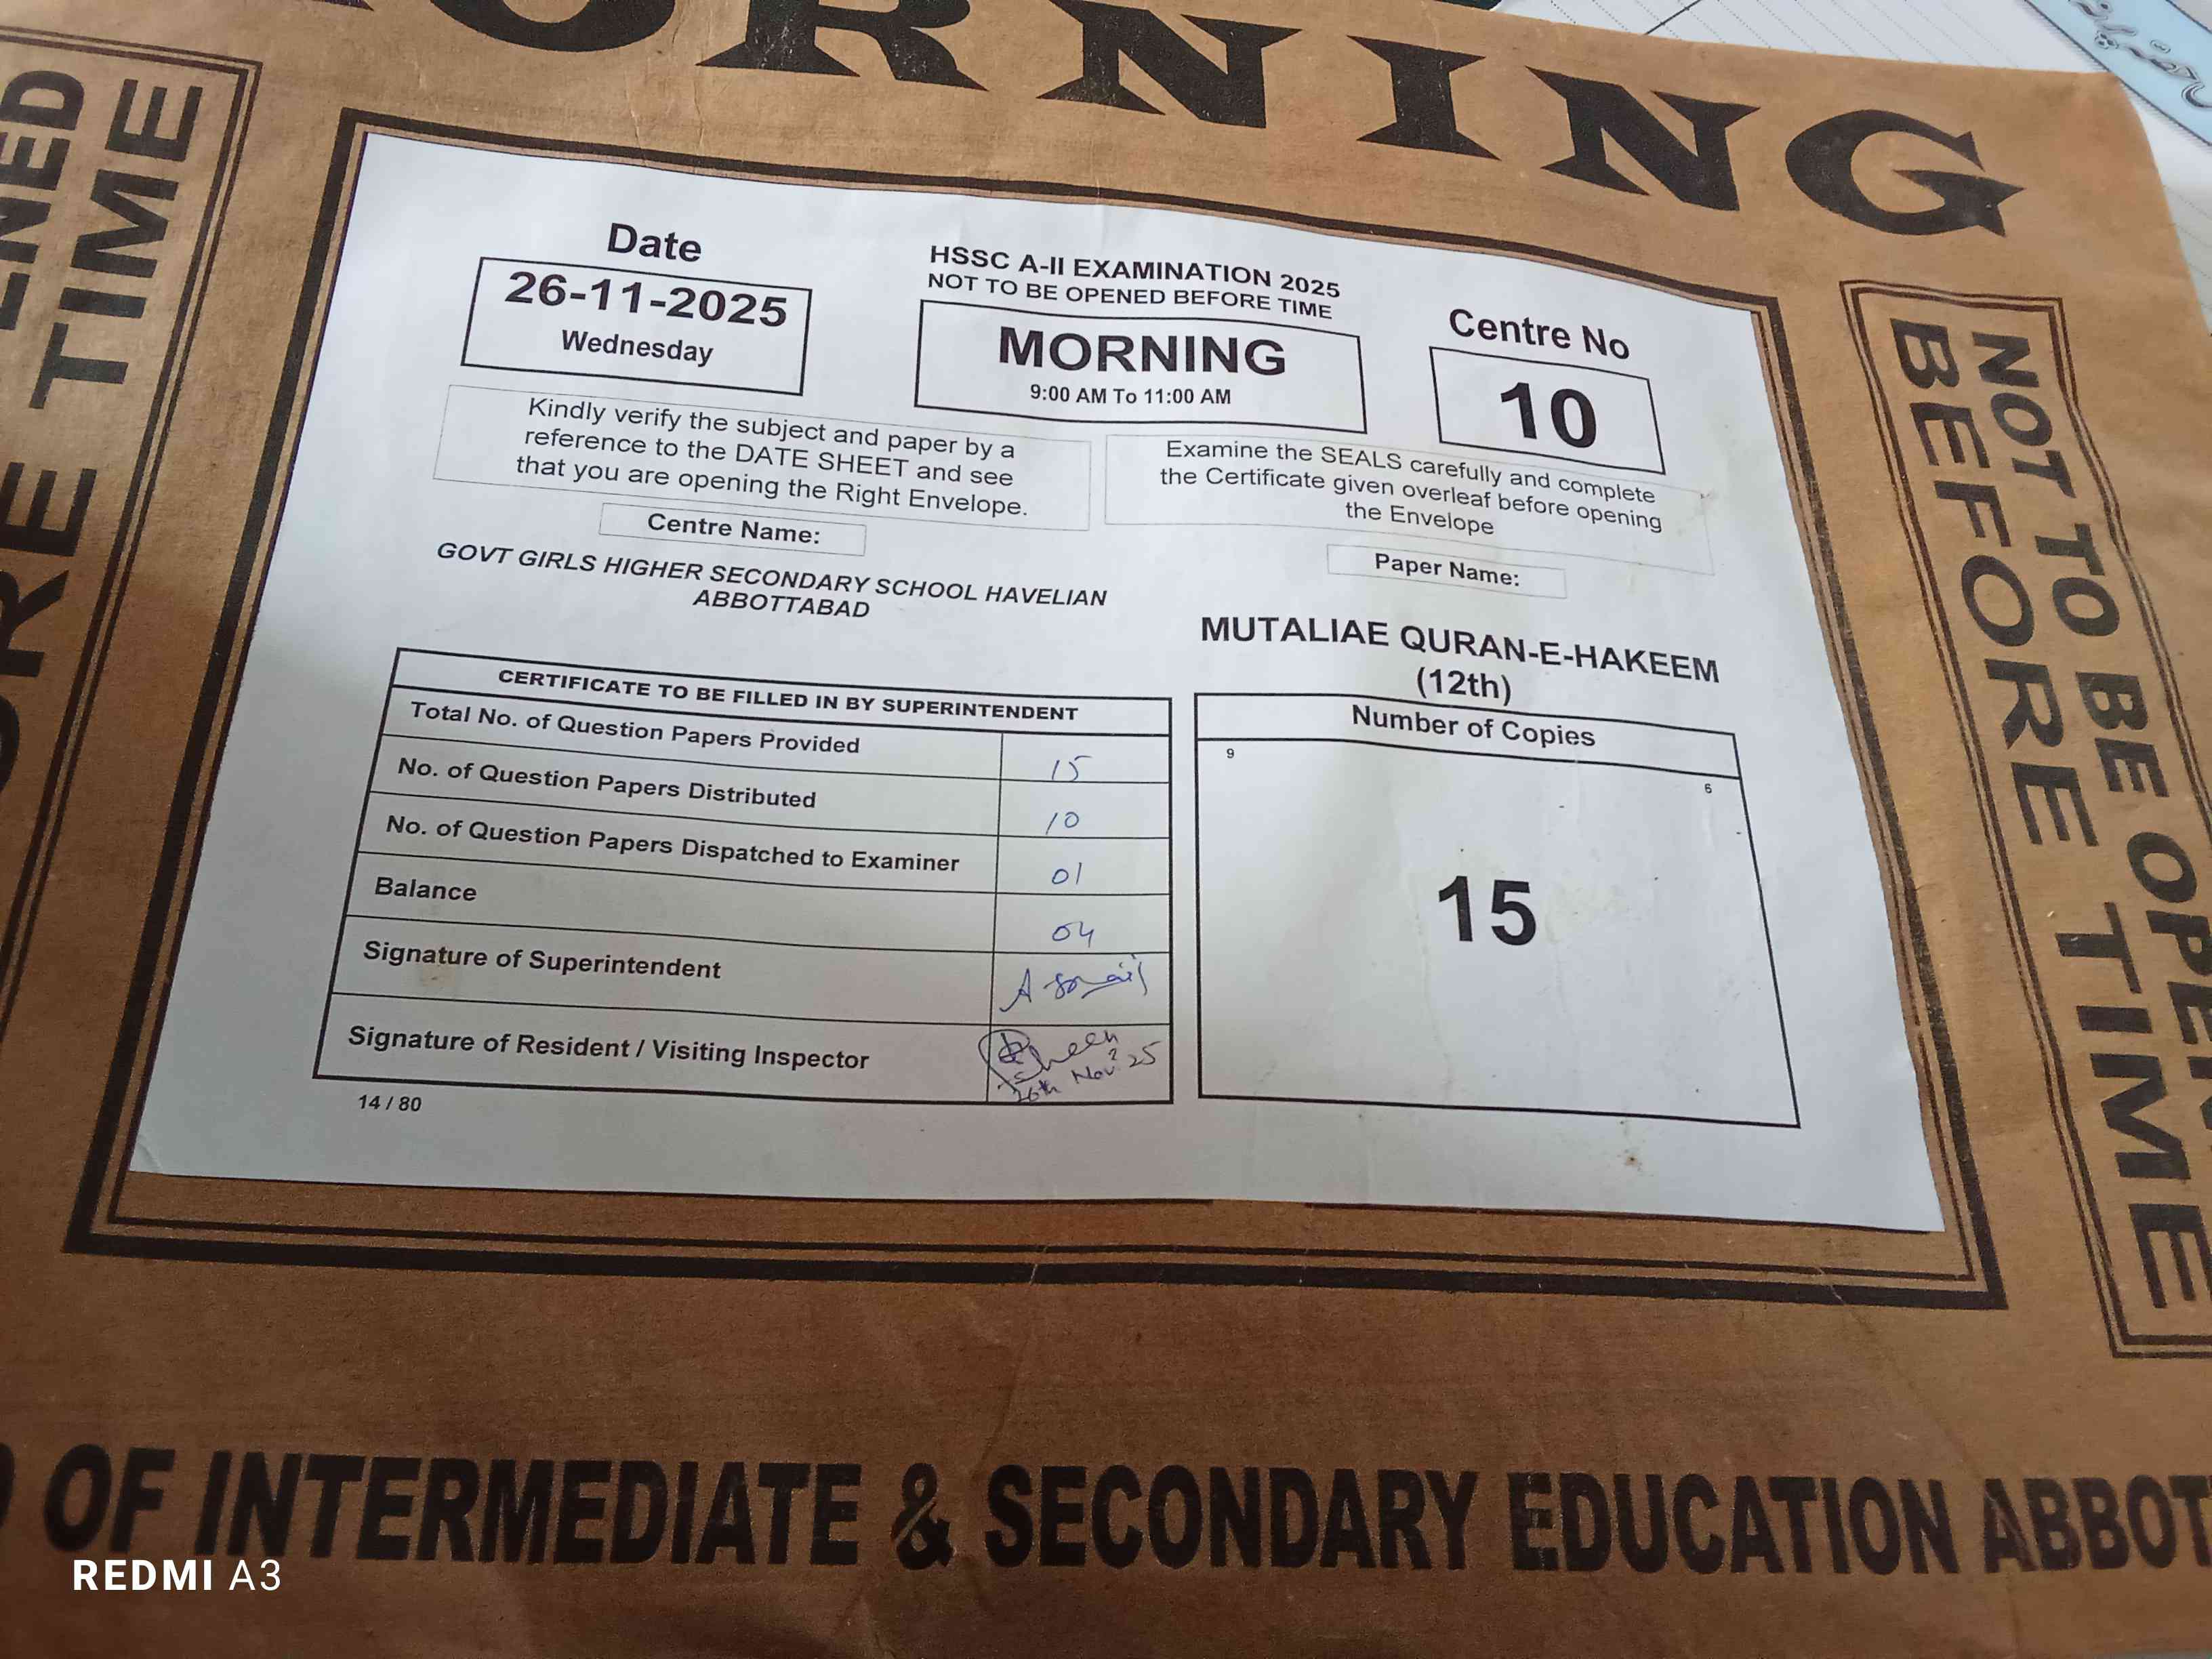 ORNING
ENED
RE TIME
NOT TO BE OPEN
BEFORE TIME
Date
26-11-2025
Wednesday
HSSC A-II EXAMINATION 2025
NOT TO BE OPENED BEFORE TIME
MORNING
9:00 AM To 11:00 AM
Centre No
10
Kindly verify the subject and paper by a
reference to the DATE SHEET and see
that you are opening the Right Envelope.
Examine the SEALS carefully and complete
the Certificate given overleaf before opening
the Envelope
Centre Name:
GOVT GIRLS HIGHER SECONDARY SCHOOL HAVELIAN
ABBOTTABAD
Paper Name:
MUTALIAE QURAN-E-HAKEEM
(12th)
CERTIFICATE TO BE FILLED IN BY SUPERINTENDENT
Total No. of Question Papers Provided 15
No. of Question Papers Distributed 10
No. of Question Papers Dispatched to Examiner 01
Balance 04
Signature of Superintendent
Signature of Resident / Visiting Inspector
26th Nov 25
14 / 80
Number of Copies
9
6
15
OF INTERMEDIATE & SECONDARY EDUCATION ABBOT
REDMI A3